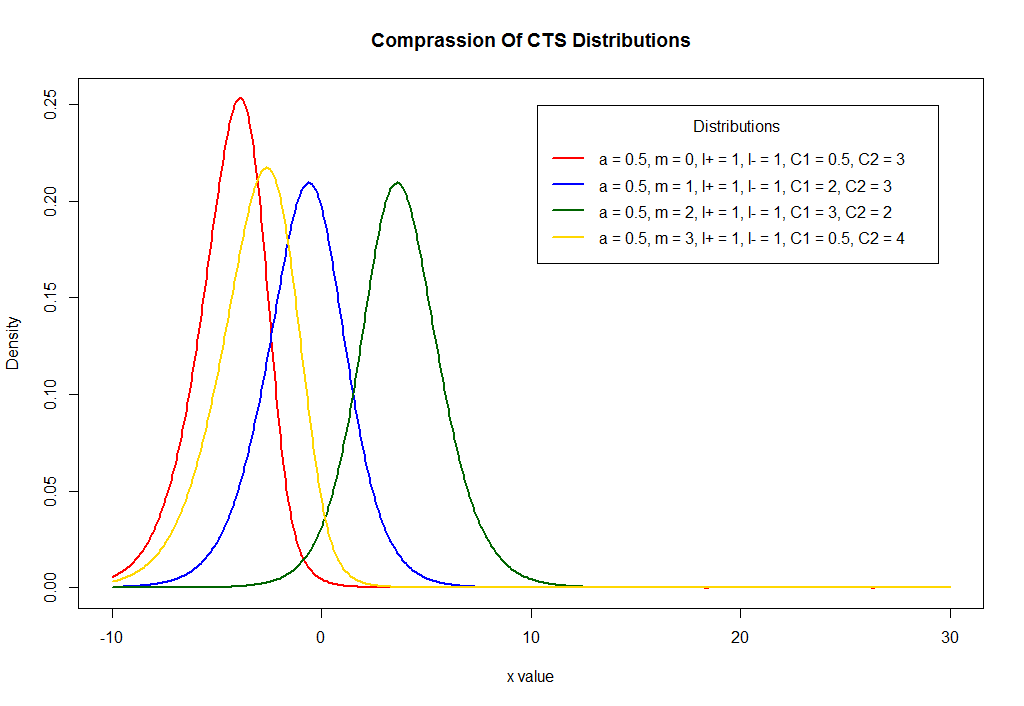 Comprassion Of CTS Distributions
Distributions
a = 0.5, m = 0, l+ = 1, l- = 1, C1 = 0.5, C2 = 3
a = 0.5, m = 1, l+ = 1, l- = 1, C1 = 2, C2 = 3
a = 0.5, m = 2, l+ = 1, l- = 1, C1 = 3, C2 = 2
a = 0.5, m = 3, l+ = 1, l- = 1, C1 = 0.5, C2 = 4
Density
0.25
0.20
0.15
0.10
0.05
0.00
-10 0 10 20 30
x value